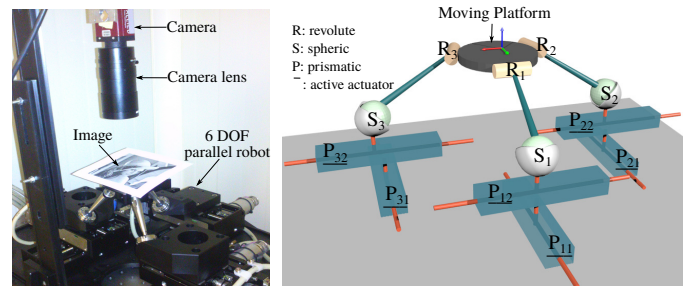 Camera
Camera lens
Image
6 DOF
parallel robot
Moving Platform
R: revolute
S: spheric
P: prismatic
_: active actuator
R3
R2
R1
S3
S2
S1
P32
P31
P22
P21
P12
P11